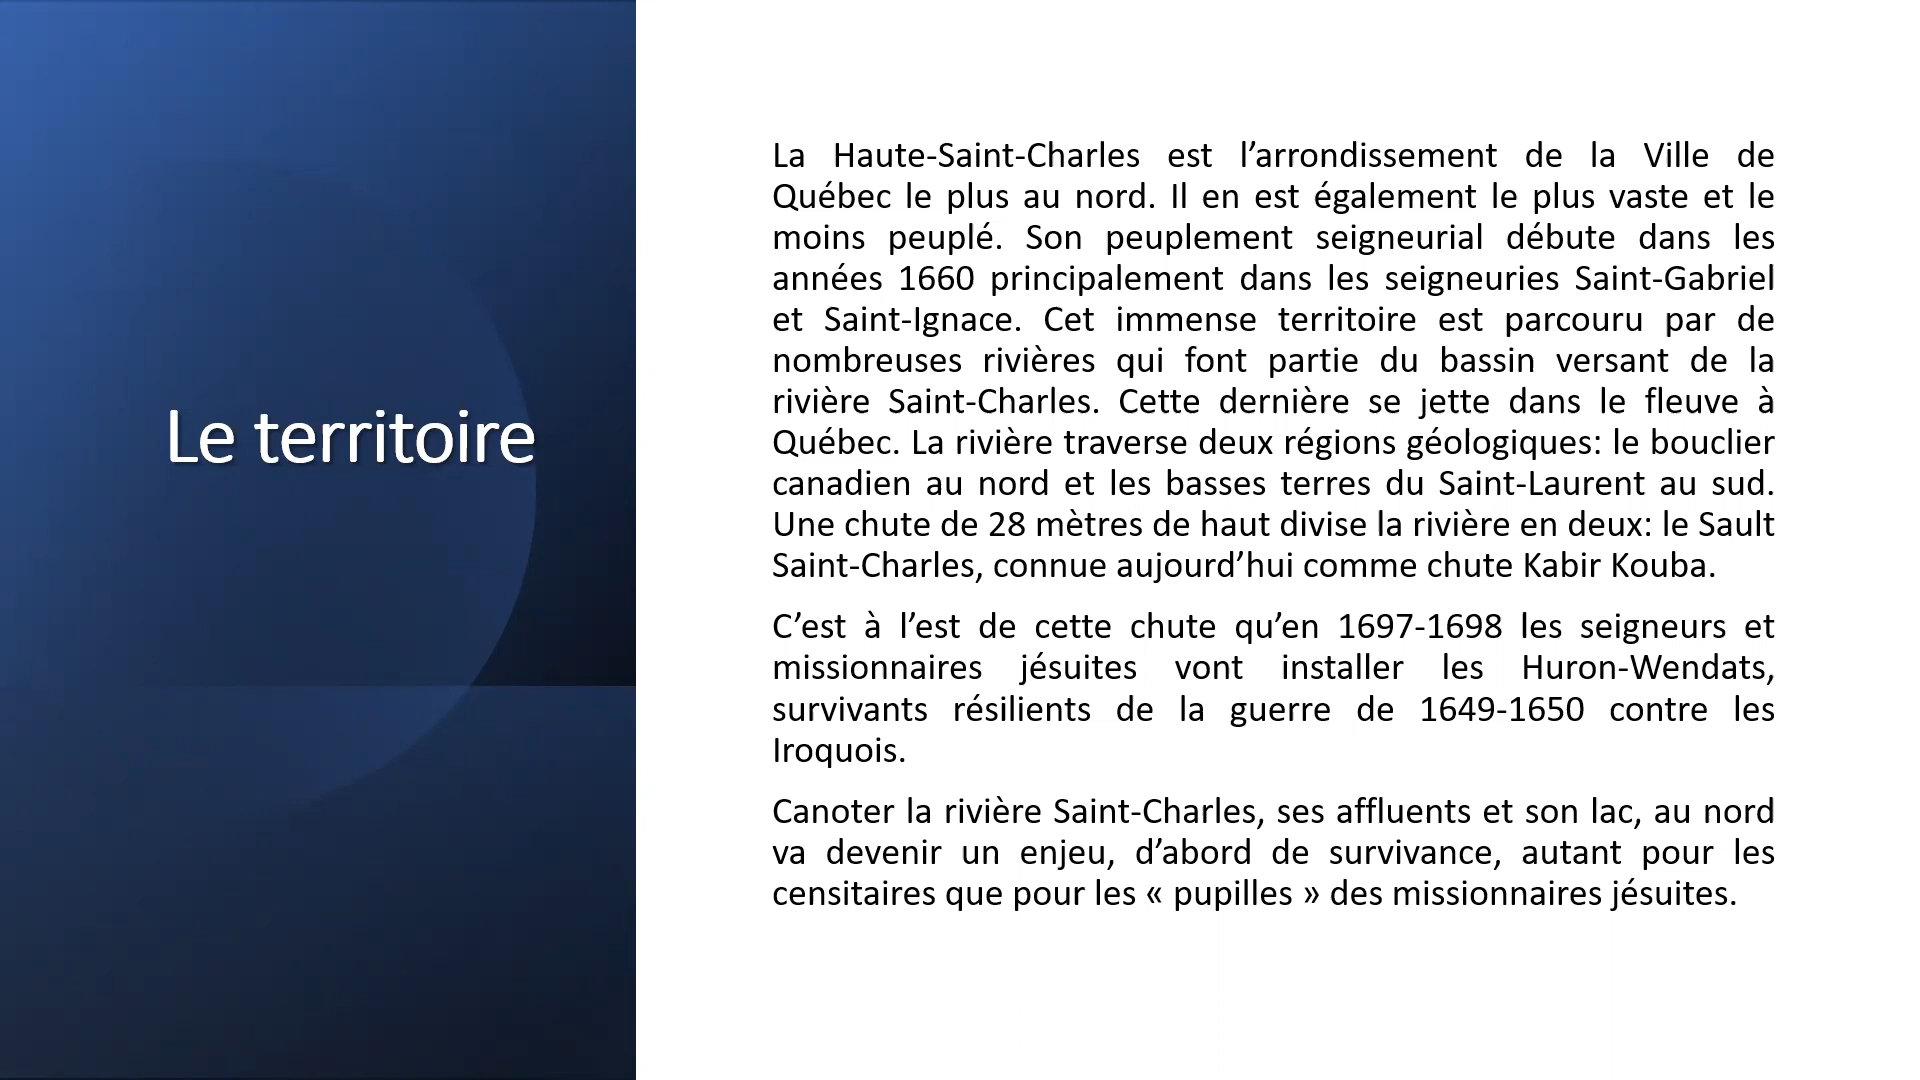 Le territoire
La Haute-Saint-Charles est l’arrondissement de la Ville de
Québec le plus au nord. Il en est également le plus vaste et le
moins peuplé. Son peuplement seigneurial débute dans les
années 1660 principalement dans les seigneuries Saint-Gabriel
et Saint-Ignace. Cet immense territoire est parcouru par de
nombreuses rivières qui font partie du bassin versant de la
rivière Saint-Charles. Cette dernière se jette dans le fleuve à
Québec. La rivière traverse deux régions géologiques: le bouclier
canadien au nord et les basses terres du Saint-Laurent au sud.
Une chute de 28 mètres de haut divise la rivière en deux: le Sault
Saint-Charles, connue aujourd’hui comme chute Kabir Kouba.
C’est à l’est de cette chute qu’en 1697-1698 les seigneurs et
missionnaires jésuites vont installer les Huron-Wendats,
survivants résilients de la guerre de 1649-1650 contre les
Iroquois.
Canoter la rivière Saint-Charles, ses affluents et son lac, au nord
va devenir un enjeu, d’abord de survivance, autant pour les
censitaires que pour les « pupilles » des missionnaires jésuites.